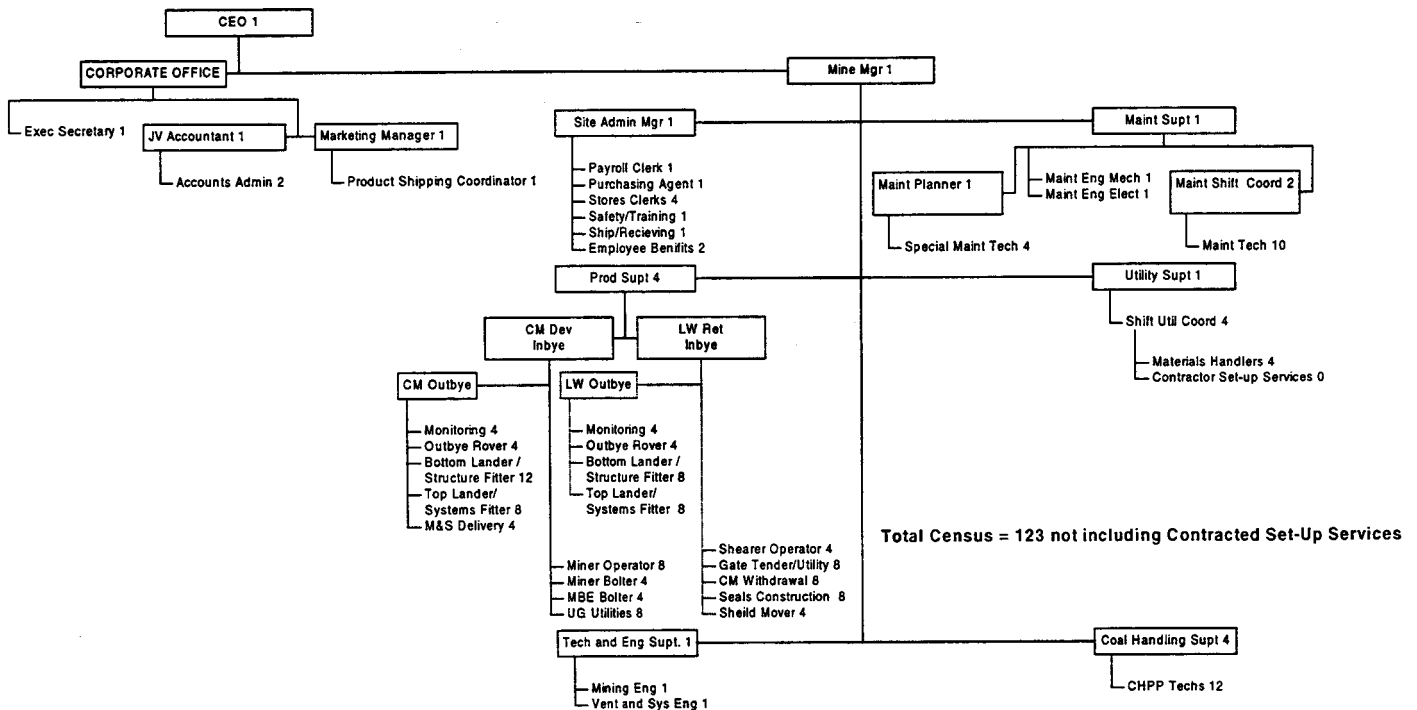 CEO 1
CORPORATE OFFICE
Mine Mgr 1
Exec Secretary 1
JV Accountant 1
Marketing Manager 1
Accounts Admin 2
Product Shipping Coordinator 1
Site Admin Mgr 1
Payroll Clerk 1
Purchasing Agent 1
Stores Clerks 4
Safety/Training 1
Ship/Recieving 1
Employee Benifits 2
Maint Supt 1
Maint Planner 1
Maint Eng Mech 1
Maint Eng Elect 1
Maint Shift Coord 2
Special Maint Tech 4
Maint Tech 10
Prod Supt 4
Utility Supt 1
CM Dev
Inbye
LW Ret
Inbye
Shift Util Coord 4
Materials Handlers 4
Contractor Set-up Services 0
CM Outbye
LW Outbye
Monitoring 4
Outbye Rover 4
Bottom Lander /
Structure Fitter 12
Top Lander/
Systems Fitter 8
M&S Delivery 4
Monitoring 4
Outbye Rover 4
Bottom Lander /
Structure Fitter 8
Top Lander/
Systems Fitter 8
Miner Operator 8
Miner Bolter 4
MBE Bolter 4
UG Utilities 8
Shearer Operator 4
Gate Tender/Utility 8
CM Withdrawal 8
Seals Construction 8
Sheild Mover 4
Total Census = 123 not including Contracted Set-Up Services
Tech and Eng Supt. 1
Mining Eng 1
Vent and Sys Eng 1
Coal Handling Supt 4
CHPP Techs 12